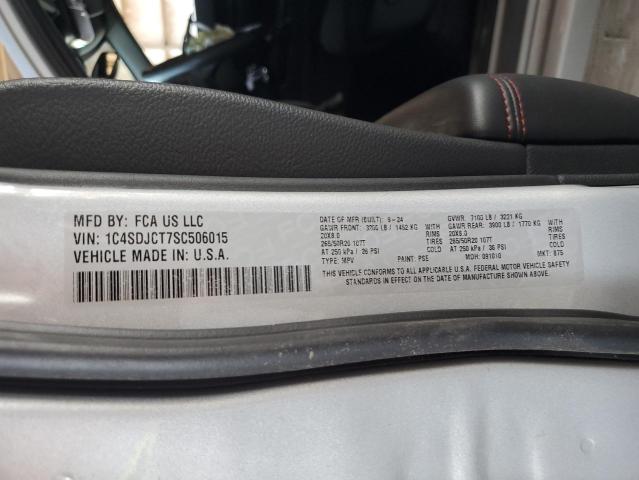 MFD BY: FCA US LLC
VIN: 1C4SDJCT7SC506015
VEHICLE MADE IN: U.S.A.
DATE OF MFR (BUILT): 9-24 GVWR: 7100 LB / 3221 KG
GAWR FRONT: 3200 LB / 1452 KG WITH GAWR REAR: 3900 LB / 1770 KG WITH
20X8.0 RIMS 20X8.0 RIMS
265/50R20 107T TIRES 265/50R20 107T TIRES
AT 250 kPa / 36 PSI COLD AT 250 kPa / 36 PSI COLD
TYPE: MPV PAINT: PSE MDH: 091010 MKT: 875
THIS VEHICLE CONFORMS TO ALL APPLICABLE U.S.A. FEDERAL MOTOR VEHICLE SAFETY
STANDARDS IN EFFECT ON THE DATE OF MANUFACTURE SHOWN ABOVE.